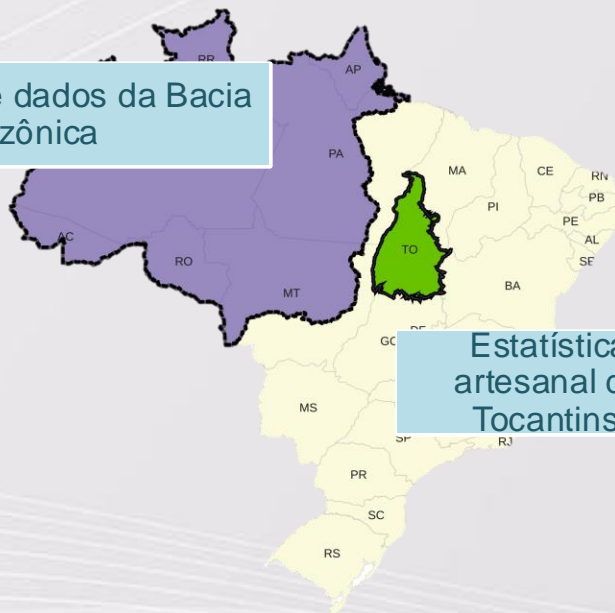 RR
AP
e dados da Bacia
zônica
PA
MA
CE
RN
PI
PB
PE
TO
AL
AC
SE
RO
BA
MT
GO
Estatística
artesanal
Tocantins
MS
SP
RJ
PR
SC
RS